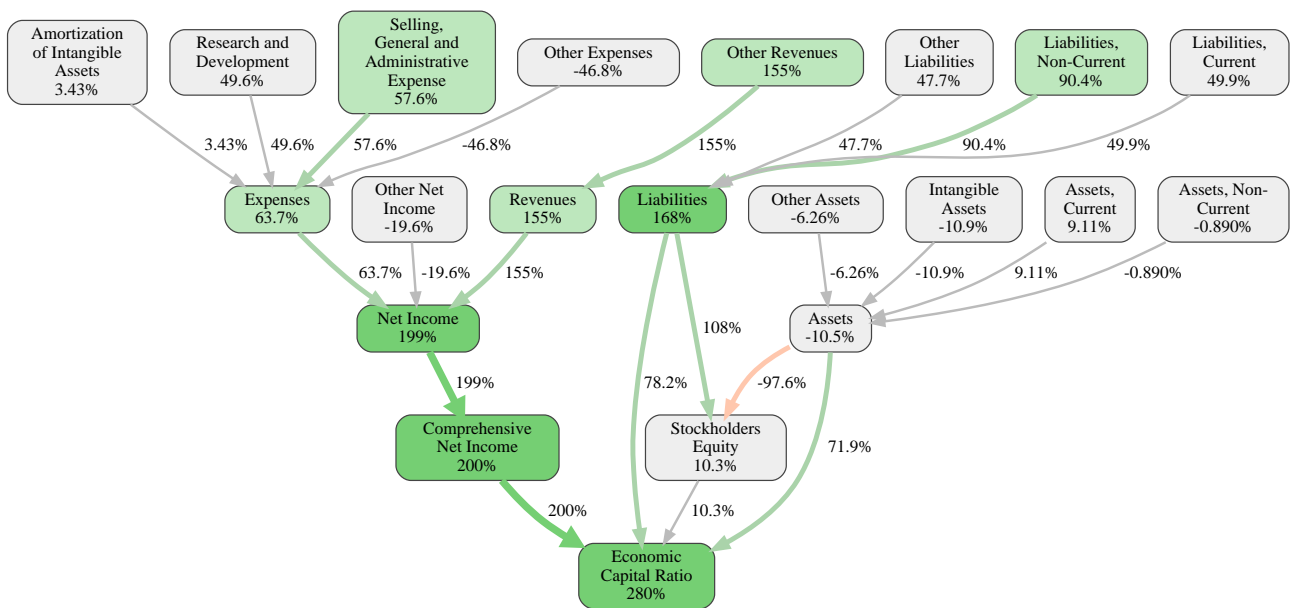 Amortization
of Intangible
Assets
3.43%
Research and
Development
49.6%
Selling,
General and
Administrative
Expense
57.6%
Other Expenses
-46.8%
Other Revenues
155%
Other
Liabilities
47.7%
Liabilities,
Non-Current
90.4%
Liabilities,
Current
49.9%
3.43%
49.6%
57.6%
-46.8%
155%
47.7%
90.4%
49.9%
Expenses
63.7%
Other Net
Income
-19.6%
Revenues
155%
Liabilities
168%
Other Assets
-6.26%
Intangible
Assets
-10.9%
Assets,
Current
9.11%
Assets, Non-
Current
-0.890%
63.7%
-19.6%
155%
-6.26%
-10.9%
9.11%
-0.890%
Net Income
199%
108%
Assets
-10.5%
199%
78.2%
-97.6%
Comprehensive
Net Income
200%
Stockholders
Equity
10.3%
71.9%
200%
10.3%
Economic
Capital Ratio
280%